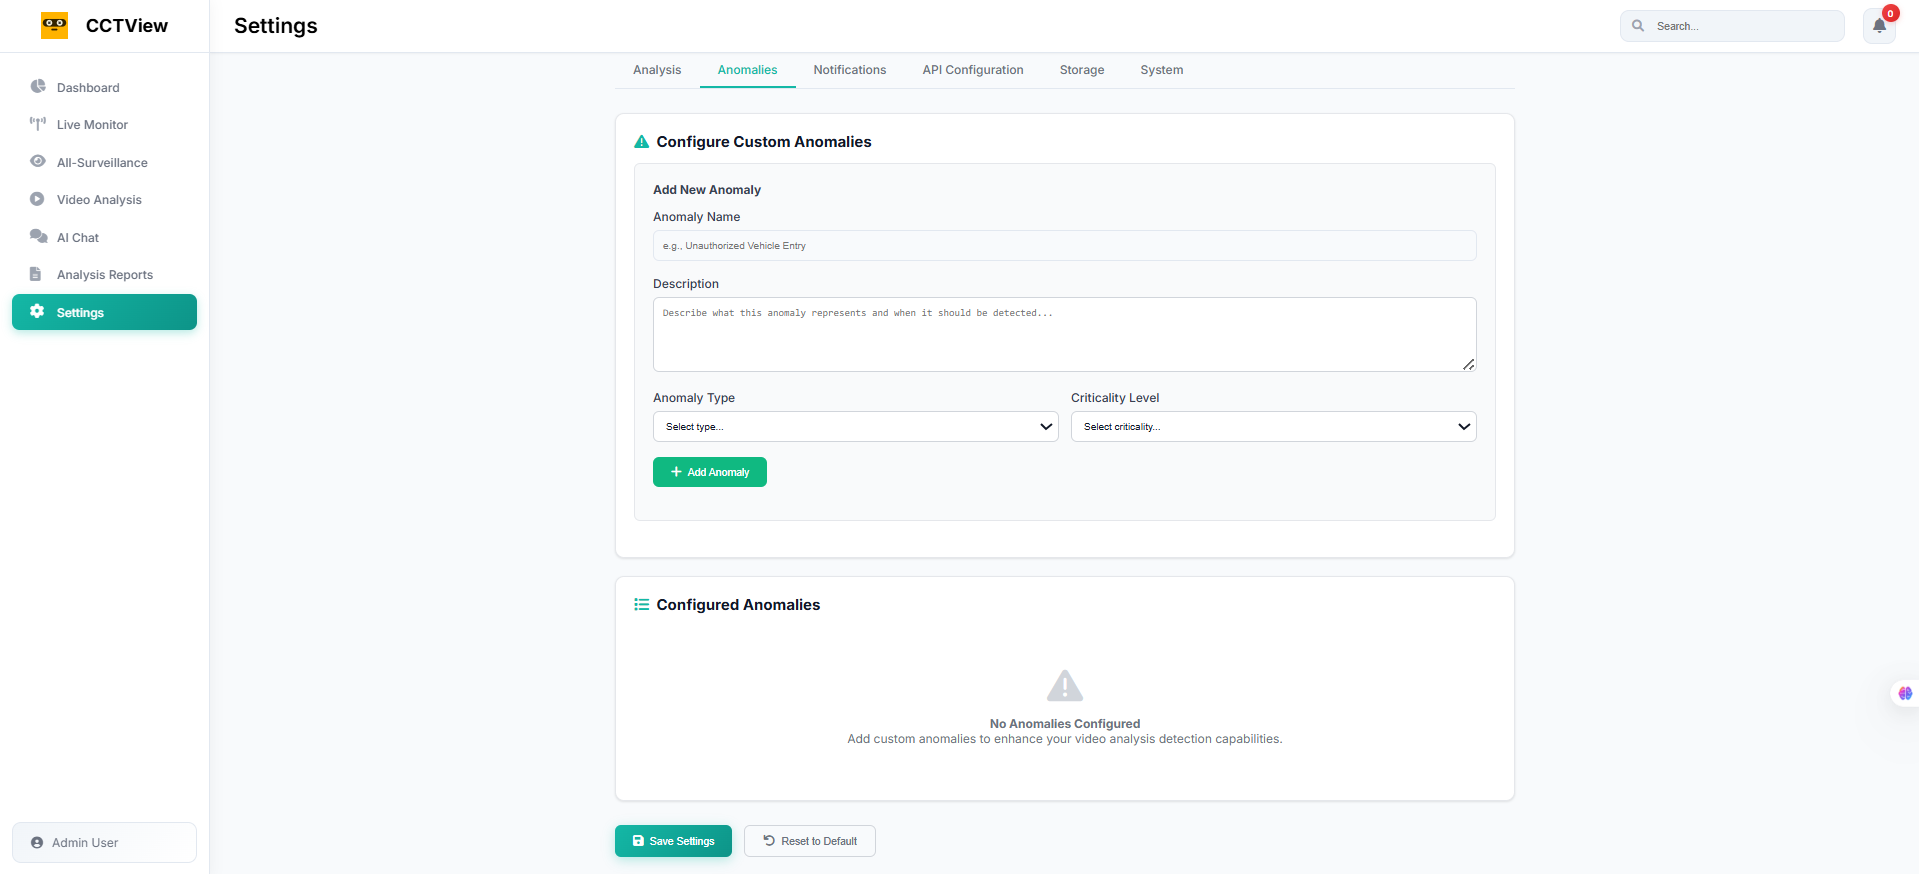 CCTView
Settings
Search...
0
Dashboard
Live Monitor
All-Surveillance
Video Analysis
AI Chat
Analysis Reports
Settings
Admin User
Analysis
Anomalies
Notifications
API Configuration
Storage
System
Configure Custom Anomalies
Add New Anomaly
Anomaly Name
e.g., Unauthorized Vehicle Entry
Description
Describe what this anomaly represents and when it should be detected...
Anomaly Type
Criticality Level
Select type...
Select criticality...
Add Anomaly
Configured Anomalies
No Anomalies Configured
Add custom anomalies to enhance your video analysis detection capabilities.
Save Settings
Reset to Default